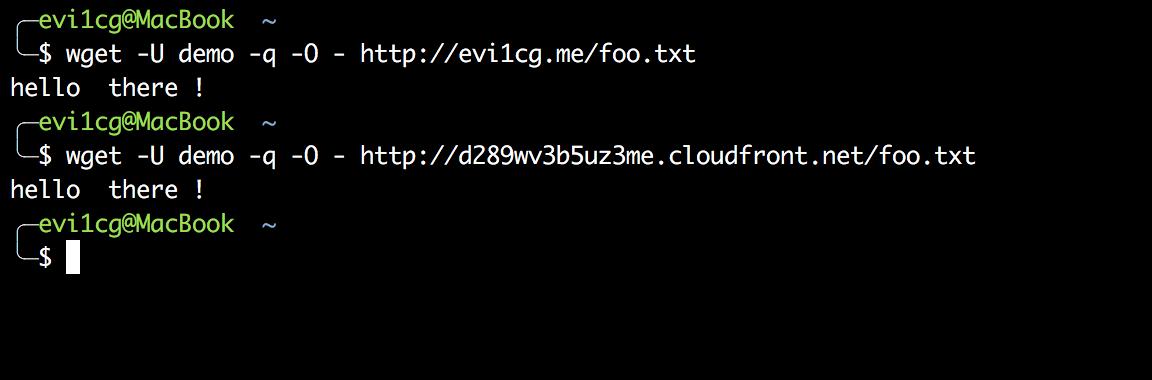 ╭─evi1cg@MacBook  ~
╰─$ wget -U demo -q -O - http://evi1cg.me/foo.txt
hello  there !
╭─evi1cg@MacBook  ~
╰─$ wget -U demo -q -O - http://d289wv3b5uz3me.cloudfront.net/foo.txt
hello  there !
╭─evi1cg@MacBook  ~
╰─$